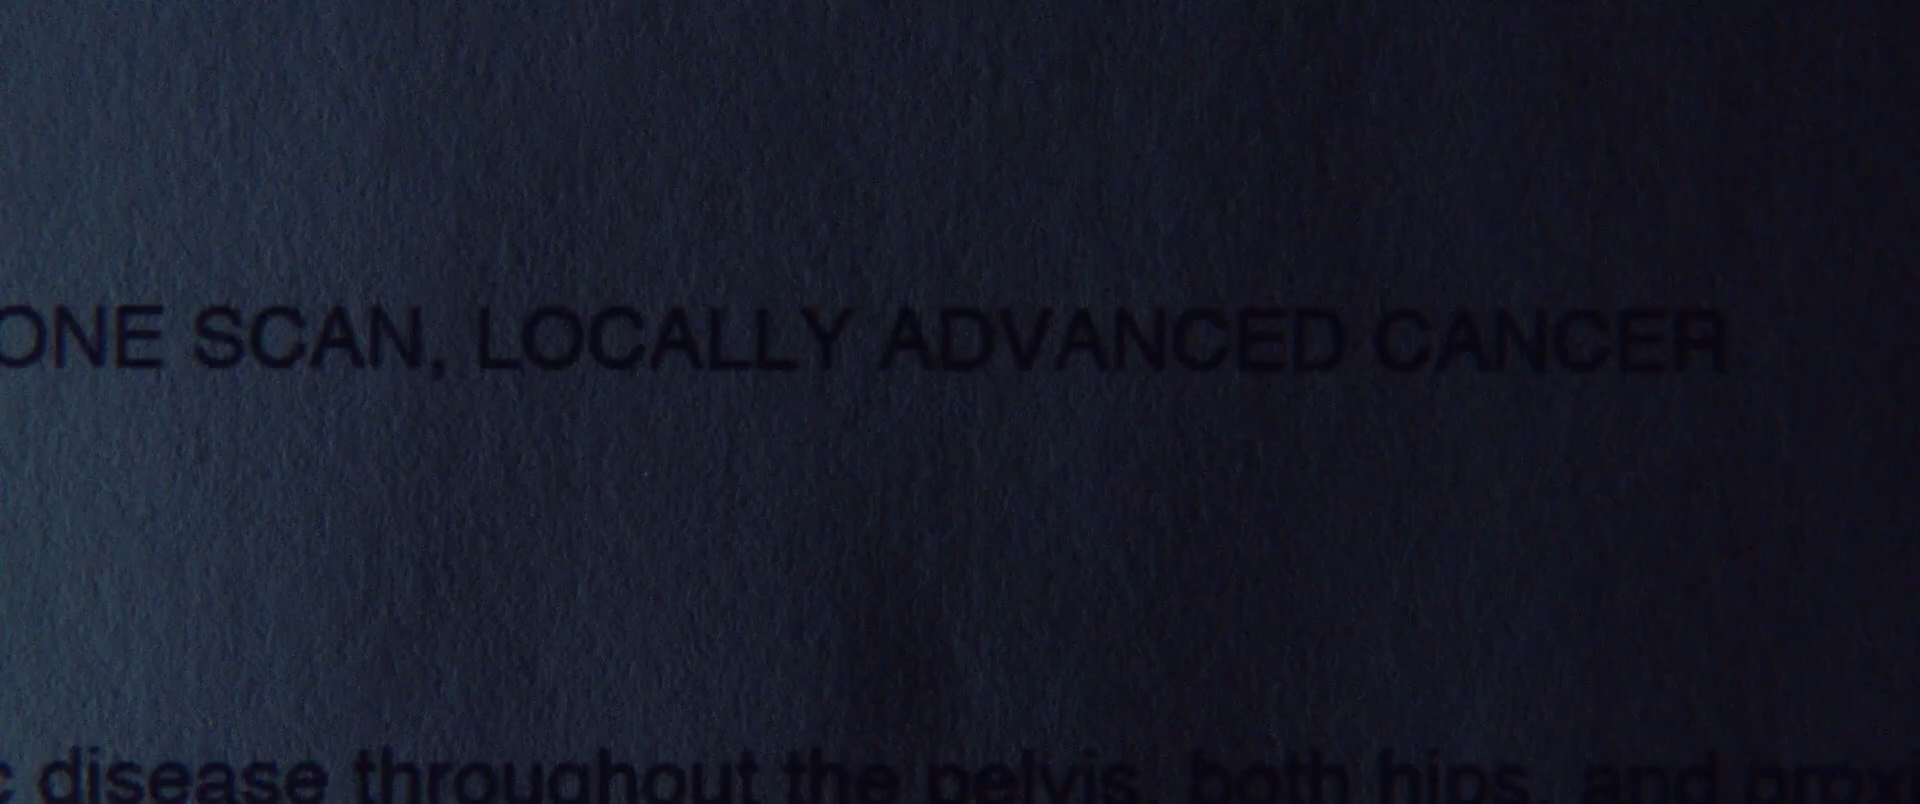 ONE SCAN, LOCALLY ADVANCED CANCER
disease throughout the pelvis, both hips, and